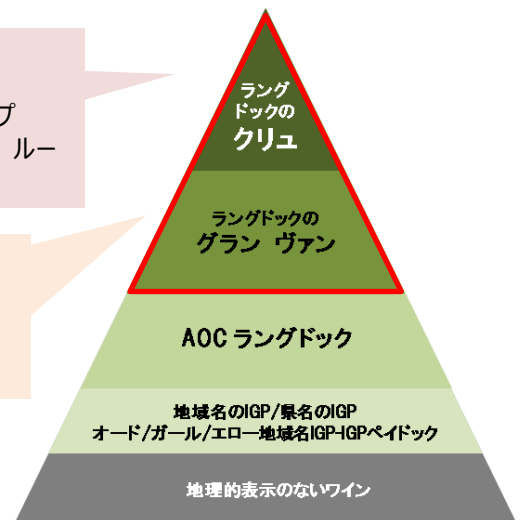 プ
ルー
ラング
ドックの
クリュ
ラングドックの
グラン ヴァン
AOC ラングドック
地域名のIGP/県名のIGP
オード/ガール/エロー地域名IGP-IGPペイドック
地理的表示のないワイン